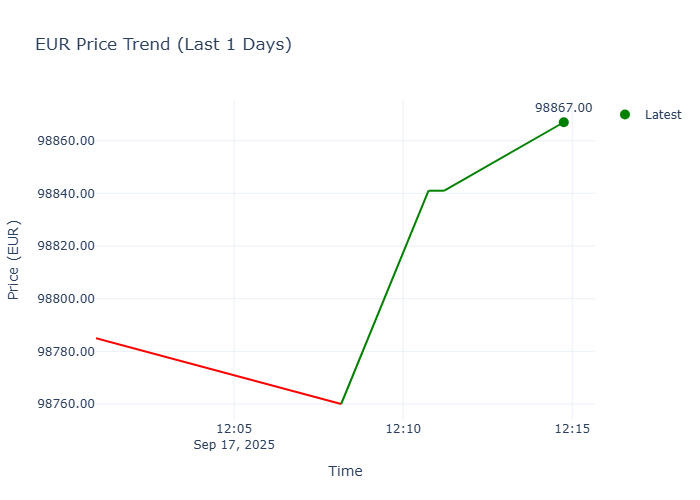 EUR Price Trend (Last 1 Days)
98867.00
Latest
98860.00
98840.00
98820.00
98800.00
98780.00
98760.00
Price (EUR)
12:05
Sep 17, 2025
12:10
12:15
Time